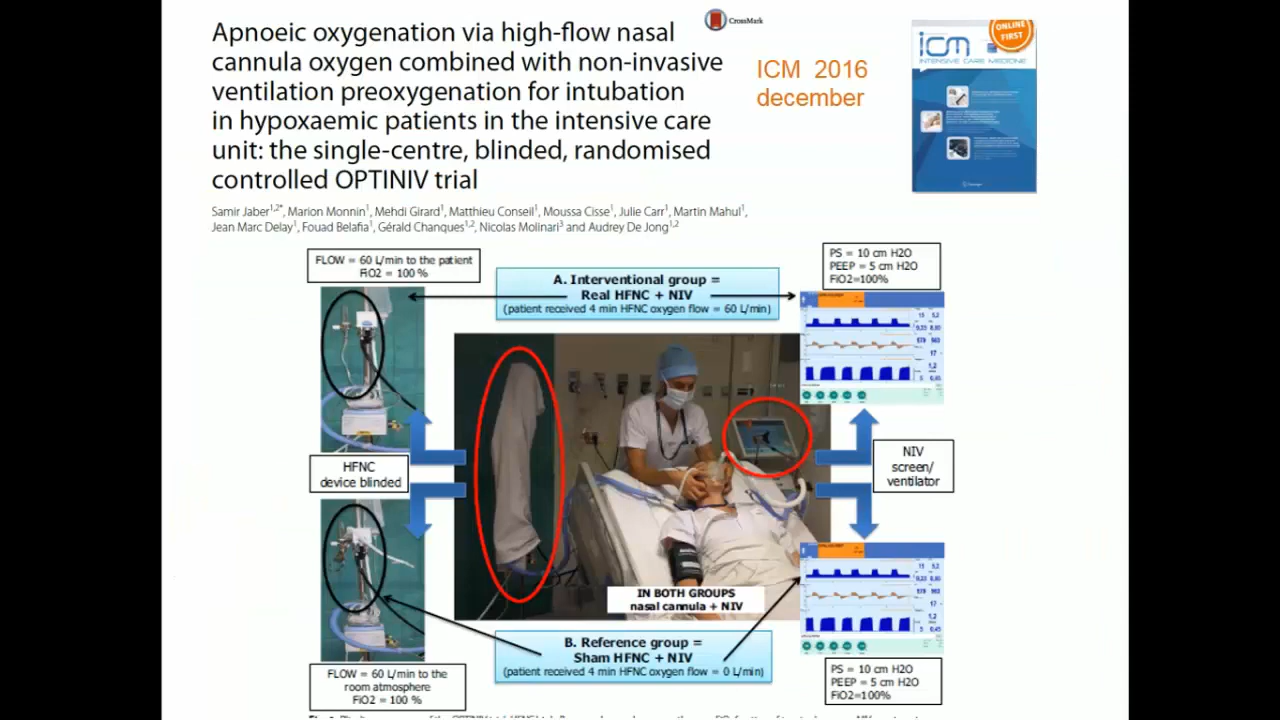 Apnoeic oxygenation via high-flow nasal
cannula oxygen combined with non-invasive
ventilation preoxygenation for intubation
in hypoxaemic patients in the intensive care
unit: the single-centre, blinded, randomised
controlled OPTINIV trial
CrossMark
ICM 2016
december
ONLINE
FIRST
icm
INTENSIVE CARE MEDICINE
Springer
Samir Jaber1,2*, Marion Monnin1, Mehdi Girard1, Matthieu Conseil1, Moussa Cisse1, Julie Carr1, Martin Mahul1,
Jean Marc Delay1, Fouad Belafia1, Gérald Chanques1,2, Nicolas Molinari3 and Audrey De Jong1,2
FLOW = 60 L/min to the patient
FiO2 = 100 %
A. Interventional group =
Real HFNC + NIV
(patient received 4 min HFNC oxygen flow = 60 L/min)
PS = 10 cm H2O
PEEP = 5 cm H2O
FiO2=100%
HFNC
device blinded
NIV
screen/
ventilator
IN BOTH GROUPS
nasal cannula + NIV
B. Reference group =
Sham HFNC + NIV
(patient received 4 min HFNC oxygen flow = 0 L/min)
FLOW = 60 L/min to the
room atmosphere
FiO2 = 100 %
PS = 10 cm H2O
PEEP = 5 cm H2O
FiO2=100%